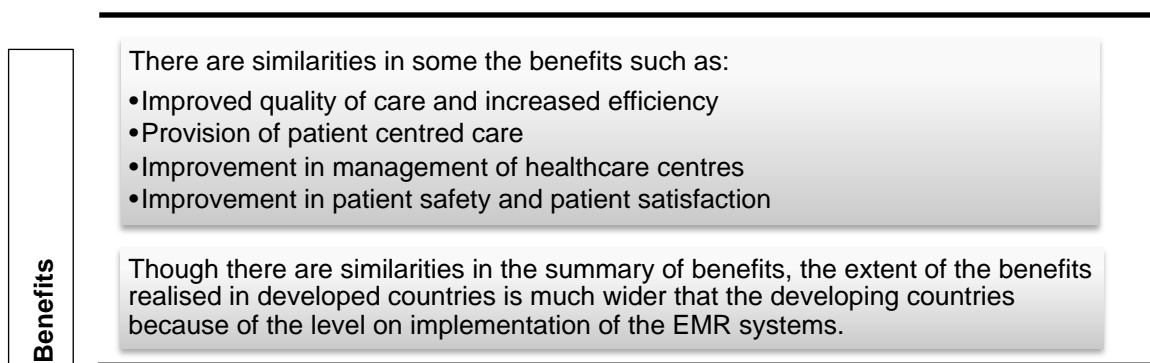 Benefits
There are similarities in some the benefits such as:
•Improved quality of care and increased efficiency
•Provision of patient centred care
•Improvement in management of healthcare centres
•Improvement in patient safety and patient satisfaction
Though there are similarities in the summary of benefits, the extent of the benefits
realised in developed countries is much wider that the developing countries
because of the level on implementation of the EMR systems.